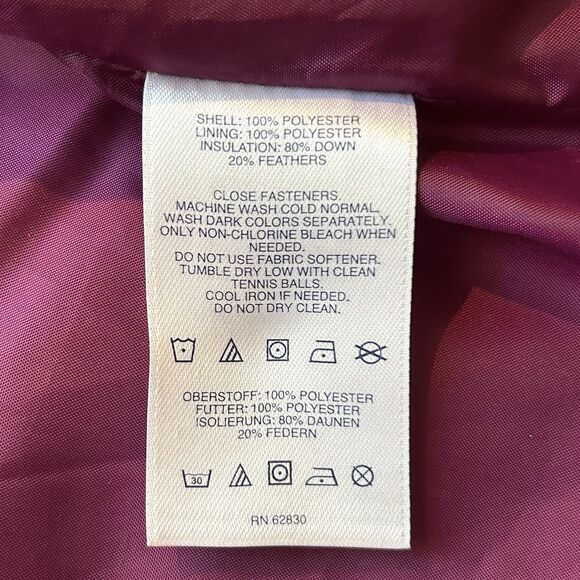 SHELL: 100% POLYESTER
LINING: 100% POLYESTER
INSULATION: 80% DOWN
20% FEATHERS
CLOSE FASTENERS.
MACHINE WASH COLD NORMAL.
WASH DARK COLORS SEPARATELY.
ONLY NON-CHLORINE BLEACH WHEN
NEEDED.
DO NOT USE FABRIC SOFTENER.
TUMBLE DRY LOW WITH CLEAN
TENNIS BALLS.
COOL IRON IF NEEDED.
DO NOT DRY CLEAN.
OBERSTOFF: 100% POLYESTER
FUTTER: 100% POLYESTER
ISOLIERUNG: 80% DAUNEN
20% FEDERN
30
RN 62830